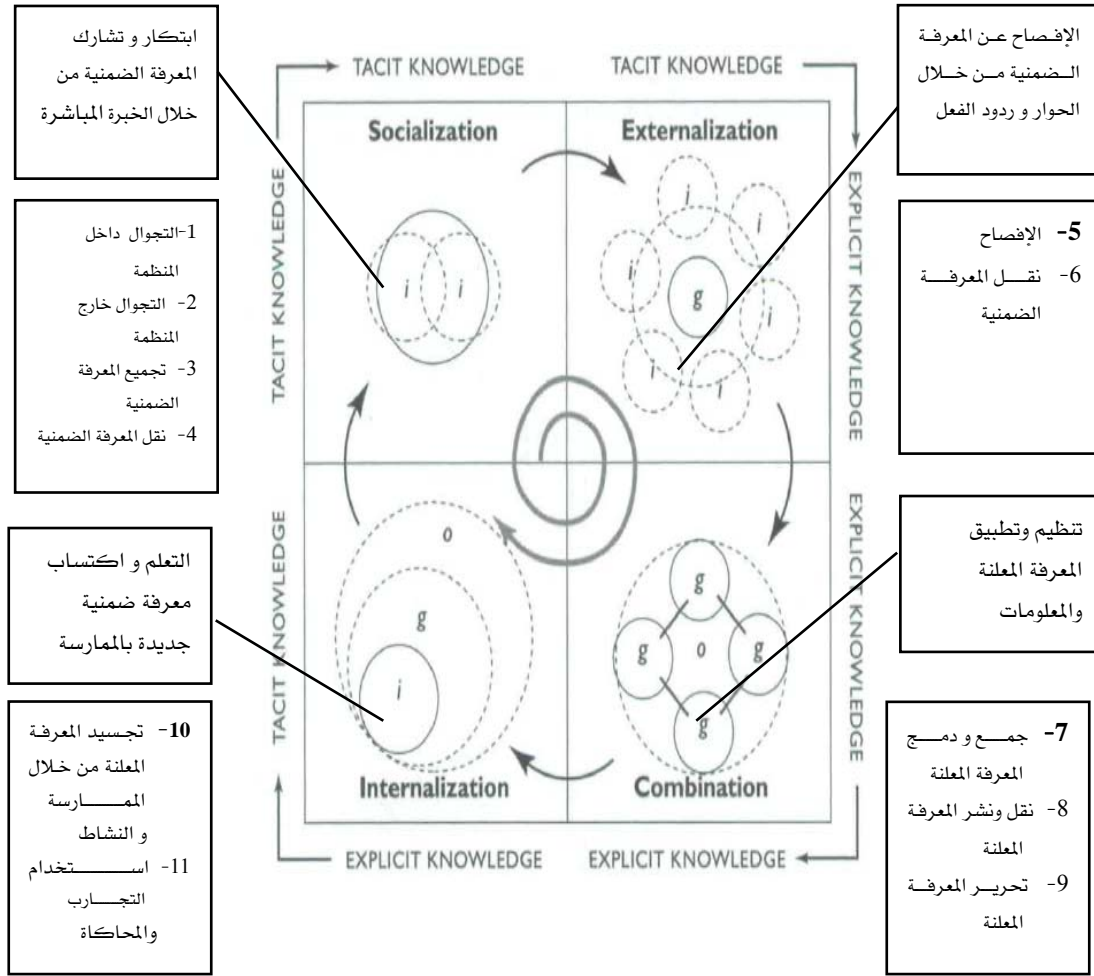 ابتكار و تشارك
المعرفة الضمنية من
خلال الخبرة المباشرة
الإفصاح عن المعرفة
الضمنية من خلال
الحوار و ردود الفعل
TACIT KNOWLEDGE
TACIT KNOWLEDGE
Socialization
Externalization
TACIT KNOWLEDGE
EXPLICIT KNOWLEDGE
i
i
i
i
i
i
i
i
g
1- التجوال داخل
المنظمة
2- التجوال خارج
المنظمة
3- تجميع المعرفة
الضمنية
4- نقل المعرفة الضمنية
5- الإفصاح
6- نقل المعرفة
الضمنية
التعلم و اكتساب
معرفة ضمنية
جديدة بالممارسة
تنظيم وتطبيق
المعرفة المعلنة
والمعلومات
TACIT KNOWLEDGE
EXPLICIT KNOWLEDGE
o
g
i
g
g
o
g
g
Internalization
Combination
EXPLICIT KNOWLEDGE
EXPLICIT KNOWLEDGE
10- تجسيد المعرفة
المعلنة من خلال
الممارسة
و النشاط
11- استخدام
التجارب
والمحاكاة
7- جمع و دمج
المعرفة المعلنة
8- نقل ونشر المعرفة
المعلنة
9- تحرير المعرفة
المعلنة